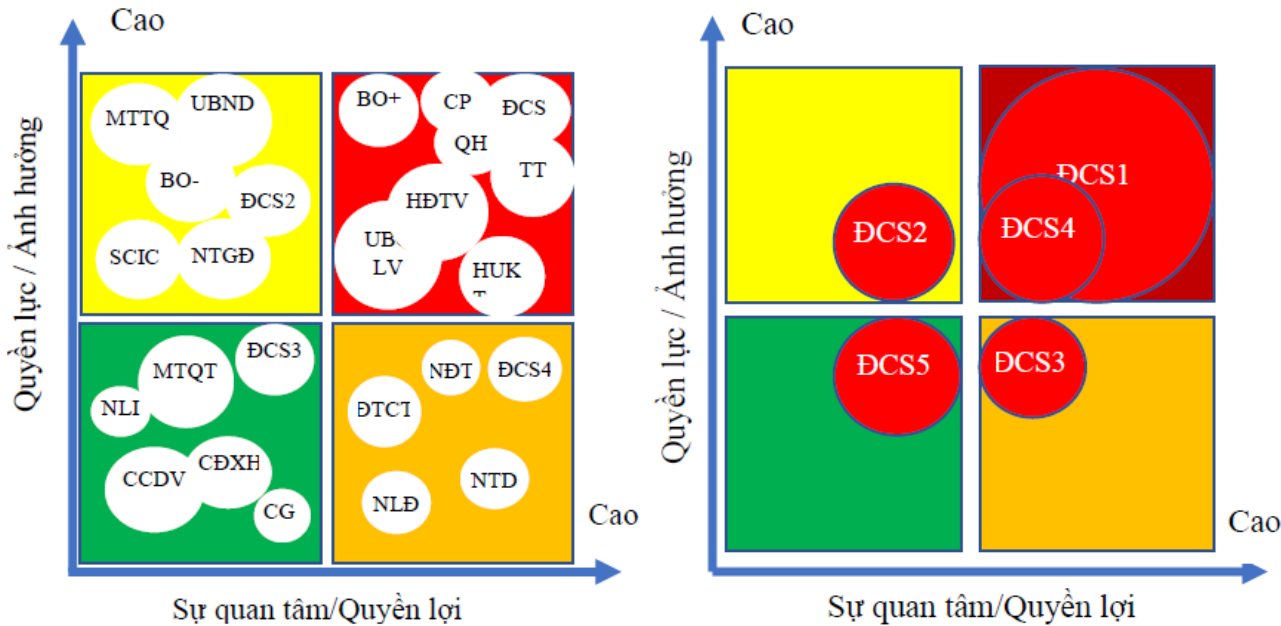 Cao
Quyền lực / Ảnh hưởng
MTTQ
UBND
BO-
ĐCS2
SCIC
NTGĐ
BO+
CP
ĐCS
QH
TT
HĐTV
UB
LV
HUK
MTQT
ĐCS3
NLI
CCDV
CĐXH
CG
NĐT
ĐCS4
ĐTCT
NTD
NLĐ
Cao
Sự quan tâm/Quyền lợi
Cao
Quyền lực / Ảnh hưởng
ĐCS1
ĐCS2
ĐCS4
ĐCS5
ĐCS3
Cao
Sự quan tâm/Quyền lợi